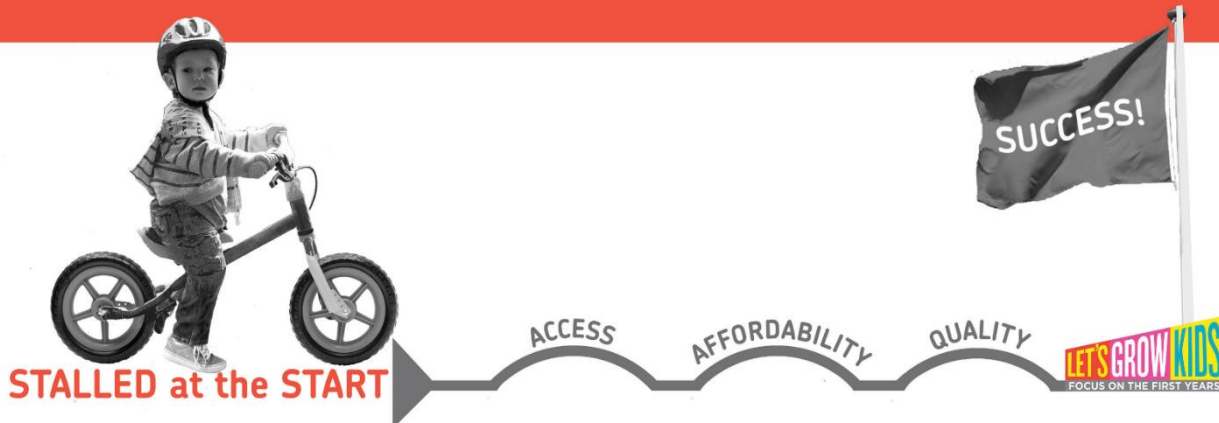 SUCCESS!
STALLED at the START
ACCESS
AFFORDABILITY
QUALITY
LET'S GROW KIDS
FOCUS ON THE FIRST YEARS